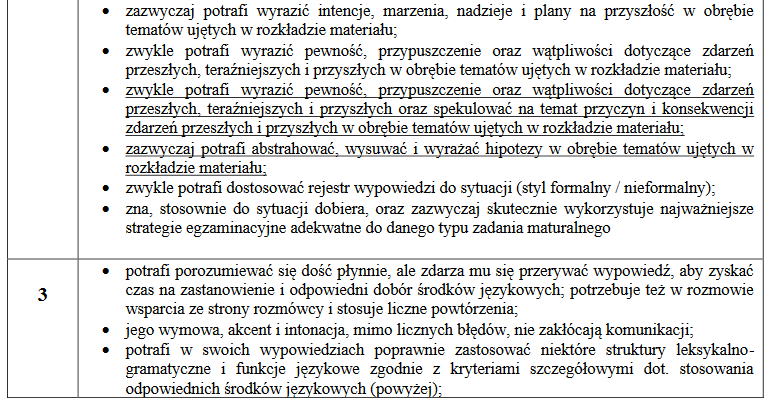 • zazwyczaj potrafi wyrazić intencje, marzenia, nadzieje i plany na przyszłość w obrębie
tematów ujętych w rozkładzie materiału;
• zwykle potrafi wyrazić pewność, przypuszczenie oraz wątpliwości dotyczące zdarzeń
przeszłych, teraźniejszych i przyszłych w obrębie tematów ujętych w rozkładzie materiału;
• zwykle potrafi wyrazić pewność, przypuszczenie oraz wątpliwości dotyczące zdarzeń
przeszłych, teraźniejszych i przyszłych oraz spekulować na temat przyczyn i konsekwencji
zdarzeń przeszłych i przyszłych w obrębie tematów ujętych w rozkładzie materiału;
• zazwyczaj potrafi abstrahować, wysuwać i wyrażać hipotezy w obrębie tematów ujętych w
rozkładzie materiału;
• zwykle potrafi dostosować rejestr wypowiedzi do sytuacji (styl formalny / nieformalny);
• zna, stosownie do sytuacji dobiera, oraz zazwyczaj skutecznie wykorzystuje najważniejsze
strategie egzaminacyjne adekwatne do danego typu zadania maturalnego
3
• potrafi porozumiewać się dość płynnie, ale zdarza mu się przerywać wypowiedź, aby zyskać
czas na zastanowienie i odpowiedni dobór środków językowych; potrzebuje też w rozmowie
wsparcia ze strony rozmówcy i stosuje liczne powtórzenia;
• jego wymowa, akcent i intonacja, mimo licznych błędów, nie zakłócają komunikacji;
• potrafi w swoich wypowiedziach poprawnie zastosować niektóre struktury leksykalno-
gramatyczne i funkcje językowe zgodnie z kryteriami szczegółowymi dot. stosowania
odpowiednich środków językowych (powyżej);